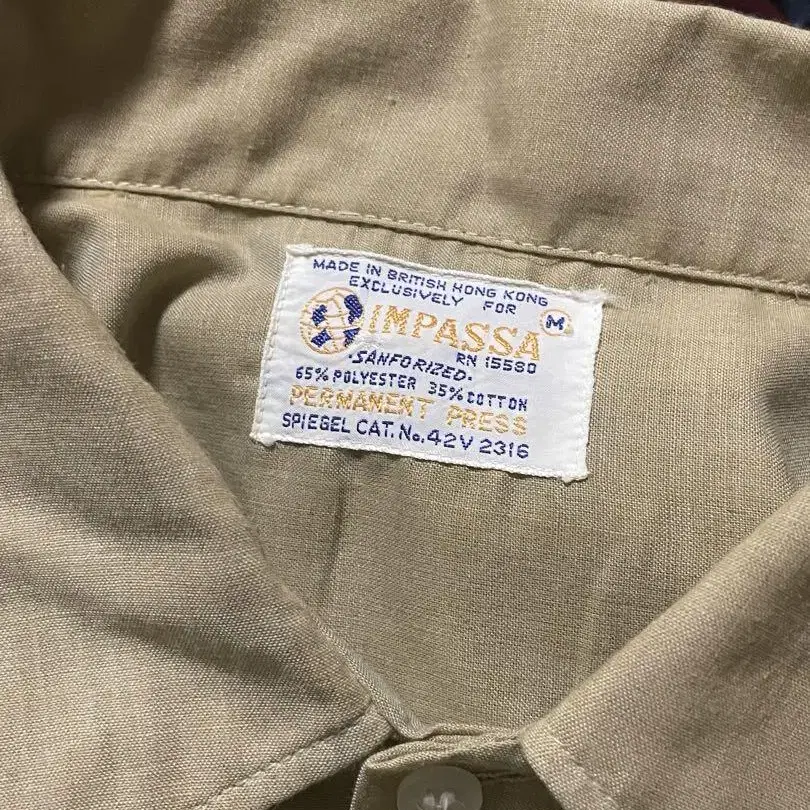 MADE IN BRITISH HONG KONG
EXCLUSIVELY FOR
IMPASSA M
RN 15580
·SANFORIZED·
65% POLYESTER 35% COTTON
PERMANENT PRESS
SPIEGEL CAT. No. 42V 2316